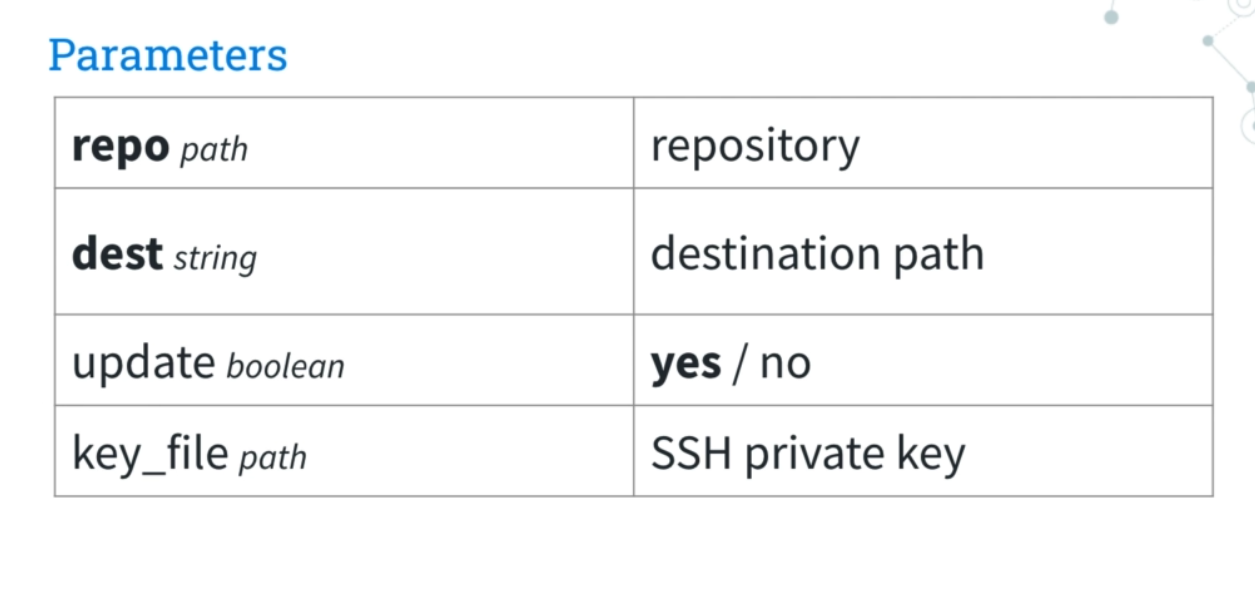 Parameters
repo path
repository
dest string
destination path
update boolean
yes / no
key_file path
SSH private key